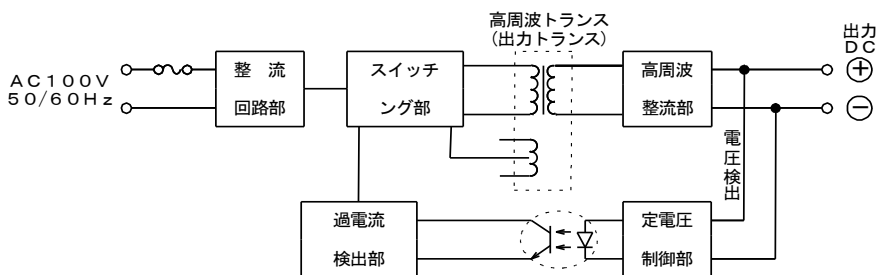 高周波トランス
(出力トランス)
出力
DC
AC100V
50/60Hz
整 流
回路部
スイッチ
ング部
高周波
整流部
+
−
電圧検出
過電流
検出部
定電圧
制御部